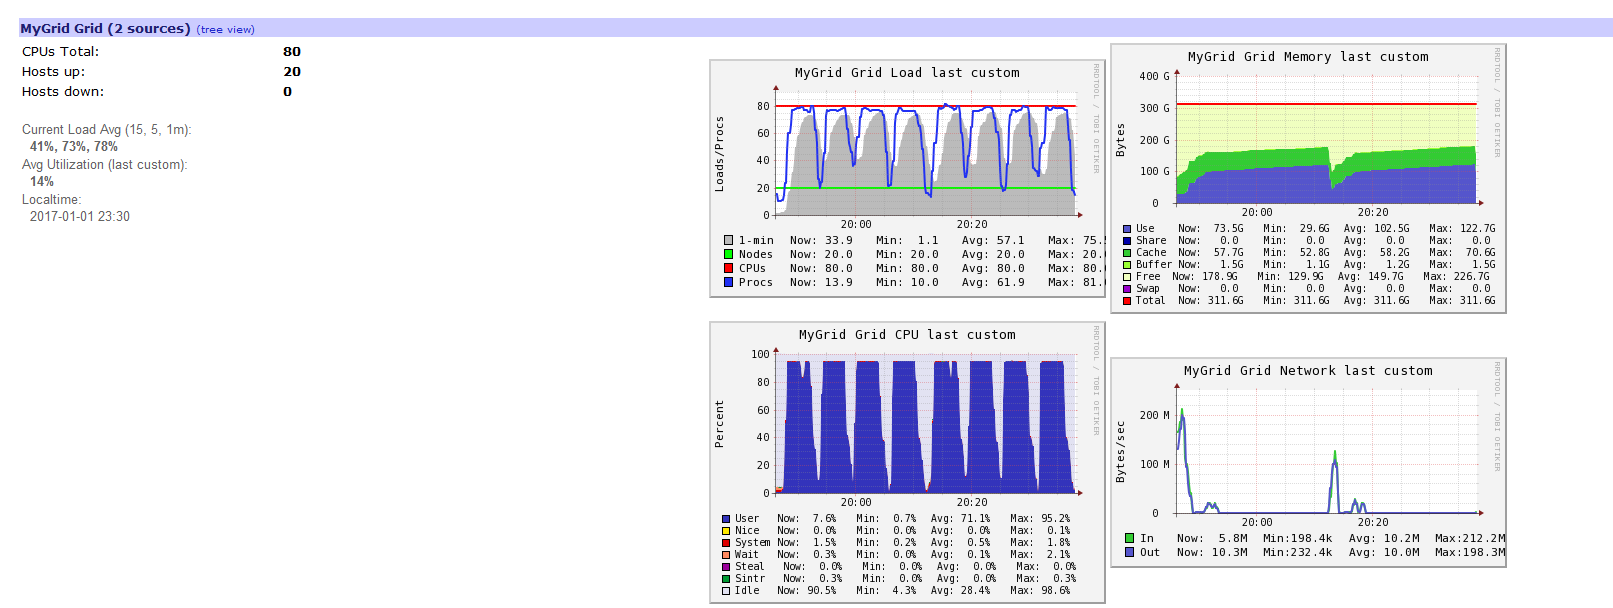 MyGrid Grid (2 sources) (tree view)
CPUs Total: 80
Hosts up: 20
Hosts down: 0
Current Load Avg (15, 5, 1m):
41%, 73%, 78%
Avg Utilization (last custom):
14%
Localtime:
2017-01-01 23:30
MyGrid Grid Load last custom
RRDTOOL / TOBI OETIKER
Loads/Procs
80
60
40
20
0
20:00 20:20
1-min Now: 33.9 Min: 1.1 Avg: 57.1 Max: 75.5
Nodes Now: 20.0 Min: 20.0 Avg: 20.0 Max: 20.
CPUs Now: 80.0 Min: 80.0 Avg: 80.0 Max: 80.
Procs Now: 13.9 Min: 10.0 Avg: 61.9 Max: 81.
MyGrid Grid Memory last custom
RRDTOOL / TOBI OETIKER
Bytes
400 G
300 G
200 G
100 G
0
20:00 20:20
Use Now: 73.5G Min: 29.6G Avg: 102.5G Max: 122.7G
Share Now: 0.0 Min: 0.0 Avg: 0.0 Max: 0.0
Cache Now: 57.7G Min: 52.8G Avg: 58.2G Max: 70.6G
Buffer Now: 1.5G Min: 1.1G Avg: 1.2G Max: 1.5G
Free Now: 178.9G Min: 129.9G Avg: 149.7G Max: 226.7G
Swap Now: 0.0 Min: 0.0 Avg: 0.0 Max: 0.0
Total Now: 311.6G Min: 311.6G Avg: 311.6G Max: 311.6G
MyGrid Grid CPU last custom
RRDTOOL / TOBI OETIKER
Percent
100
80
60
40
20
0
20:00 20:20
User Now: 7.6% Min: 0.7% Avg: 71.1% Max: 95.2%
Nice Now: 0.0% Min: 0.0% Avg: 0.0% Max: 0.1%
System Now: 1.5% Min: 0.2% Avg: 0.5% Max: 1.8%
Wait Now: 0.3% Min: 0.0% Avg: 0.1% Max: 2.1%
Steal Now: 0.0% Min: 0.0% Avg: 0.0% Max: 0.0%
Sintr Now: 0.3% Min: 0.0% Avg: 0.0% Max: 0.3%
Idle Now: 90.5% Min: 4.3% Avg: 28.4% Max: 98.6%
MyGrid Grid Network last custom
RRDTOOL / TOBI OETIKER
Bytes/sec
200 M
100 M
0
20:00 20:20
In Now: 5.8M Min:198.4k Avg: 10.2M Max:212.2M
Out Now: 10.3M Min:232.4k Avg: 10.0M Max:198.3M